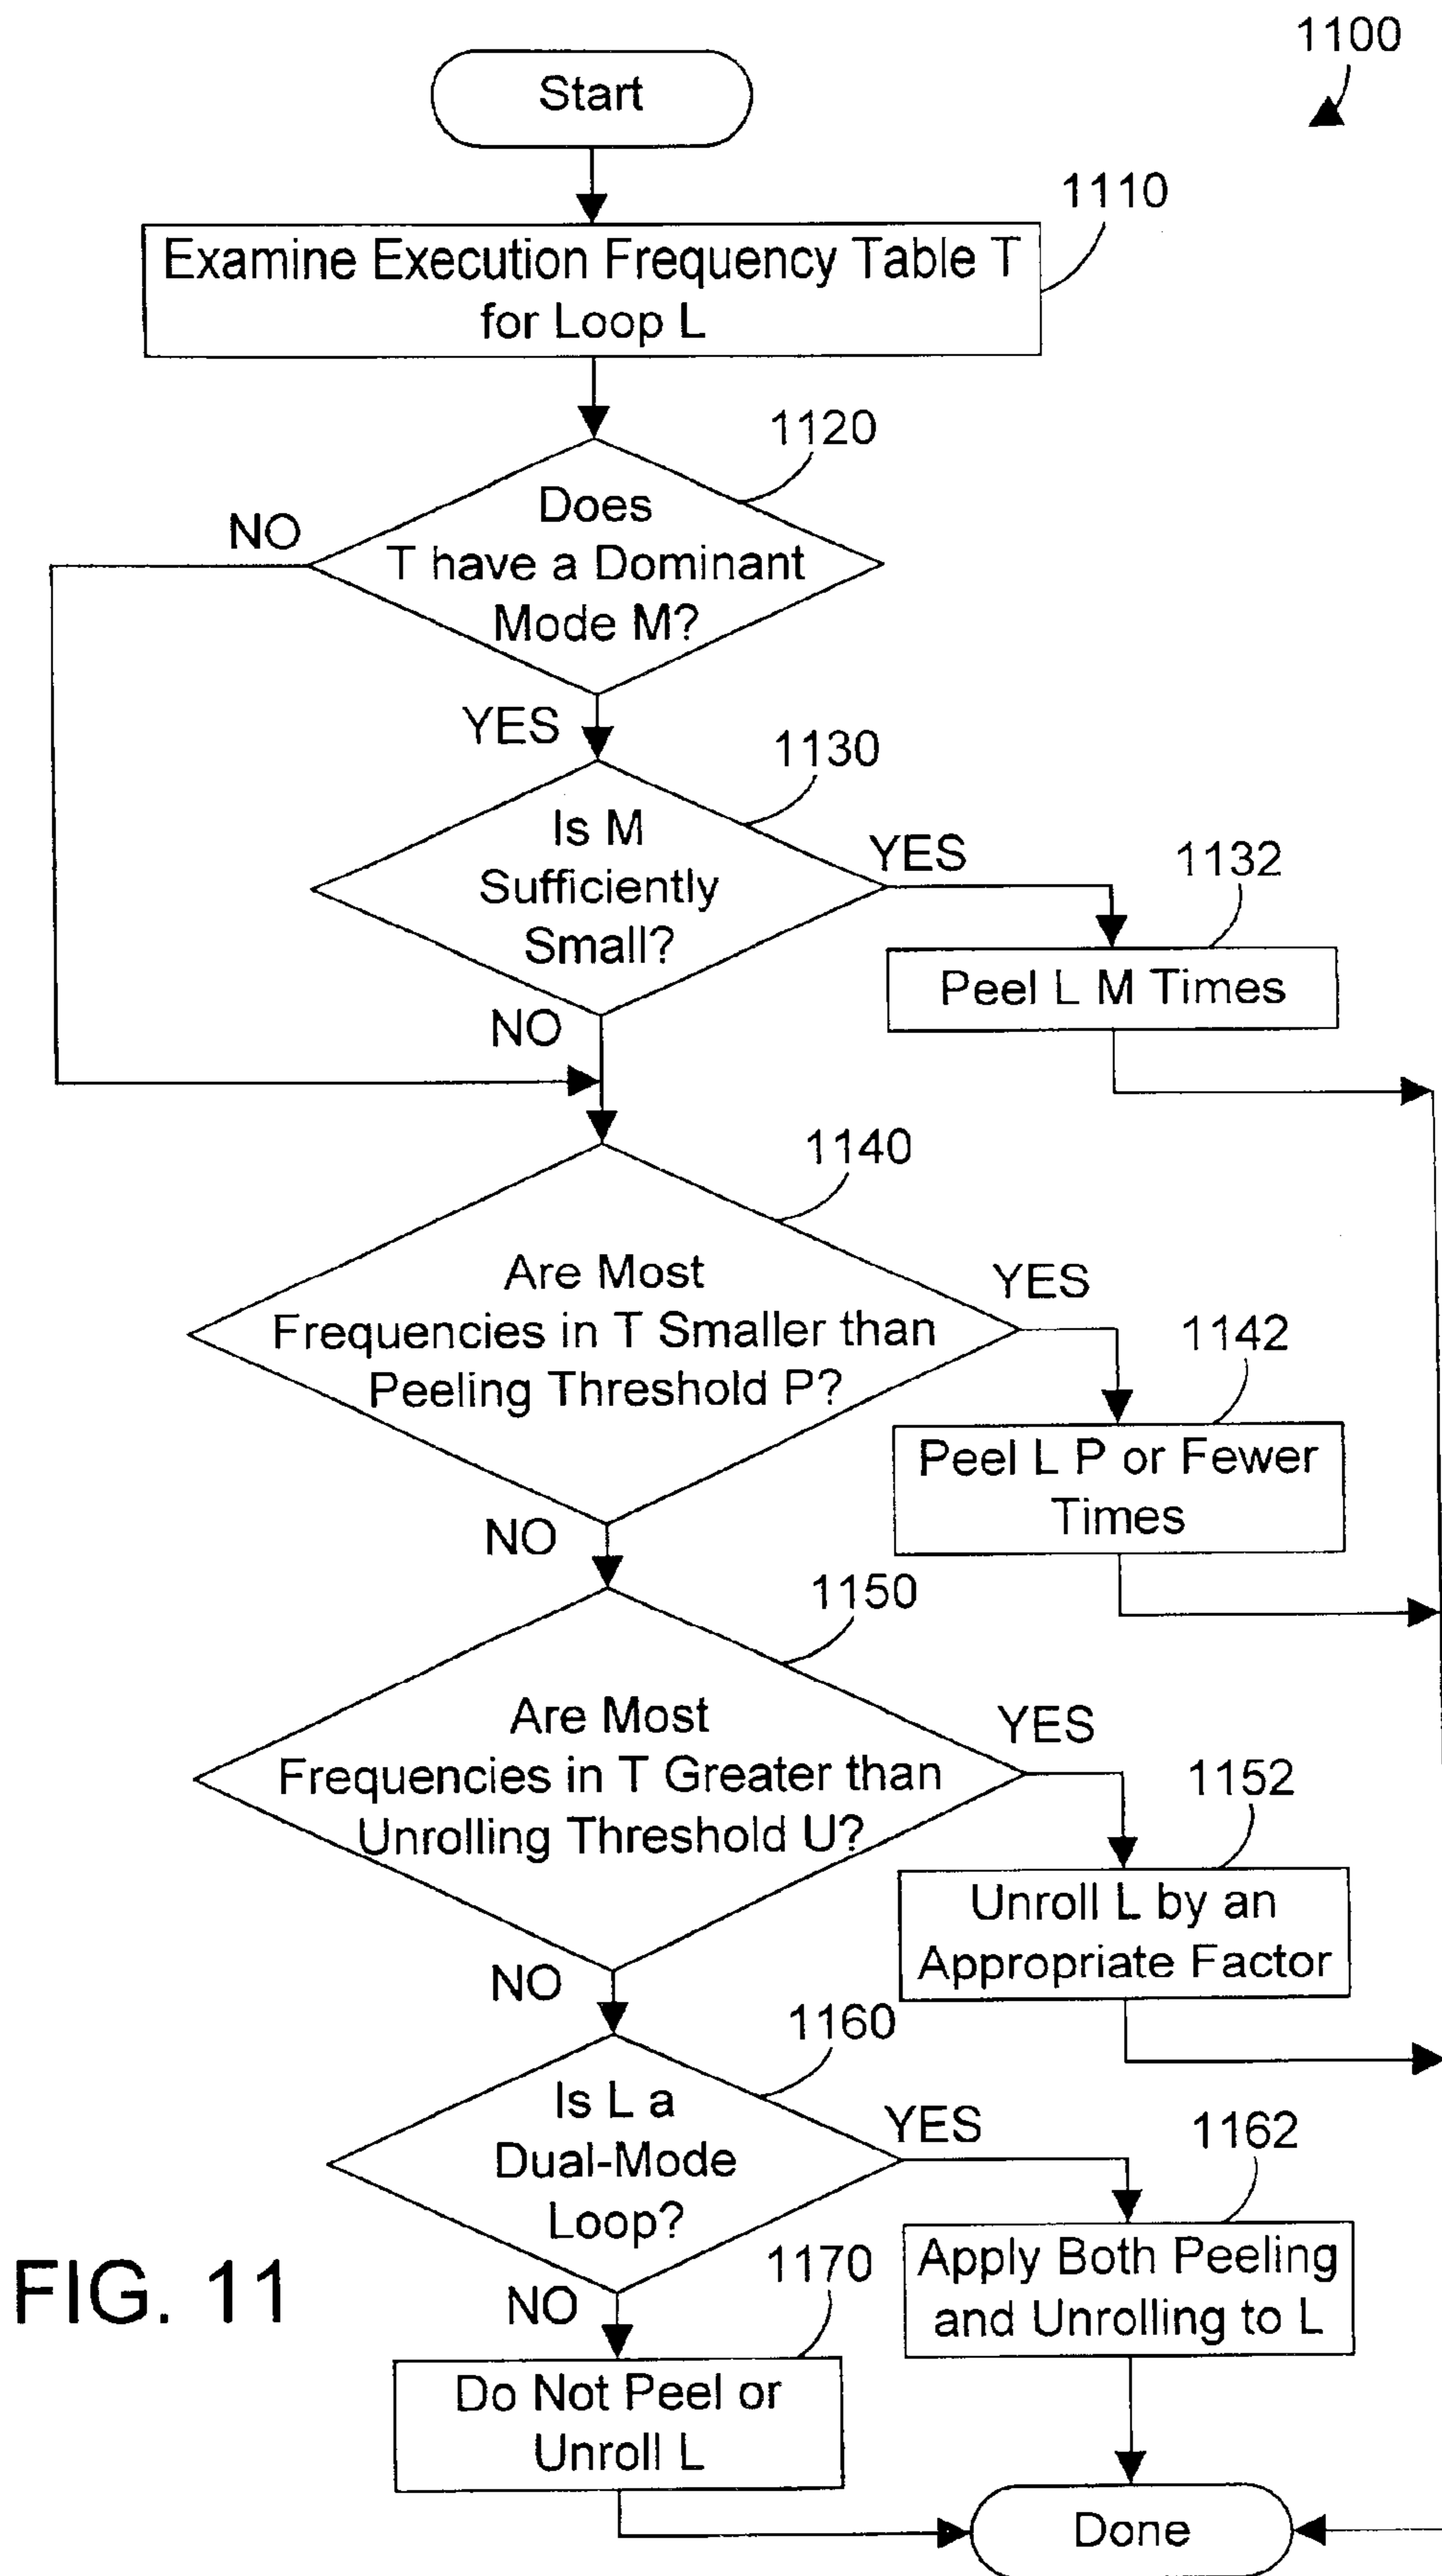 1100
Start
1110
Examine Execution Frequency Table T
for Loop L
1120
Does
T have a Dominant
Mode M?
NO
YES
1130
Is M
Sufficiently
Small?
YES
1132
Peel L M Times
NO
1140
Are Most
Frequencies in T Smaller than
Peeling Threshold P?
YES
1142
Peel L P or Fewer
Times
NO
1150
Are Most
Frequencies in T Greater than
Unrolling Threshold U?
YES
1152
Unroll L by an
Appropriate Factor
NO
1160
Is L a
Dual-Mode
Loop?
YES
1162
Apply Both Peeling
and Unrolling to L
NO
1170
Do Not Peel or
Unroll L
Done
FIG. 11